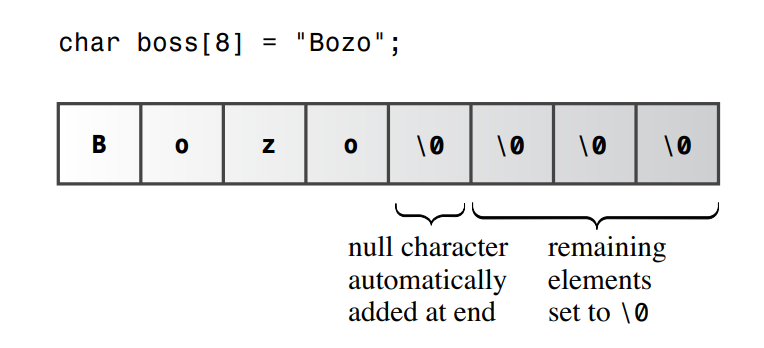 char boss[8] = "Bozo";
B o z o \0 \0 \0 \0
null character
automatically
added at end
remaining
elements
set to \0